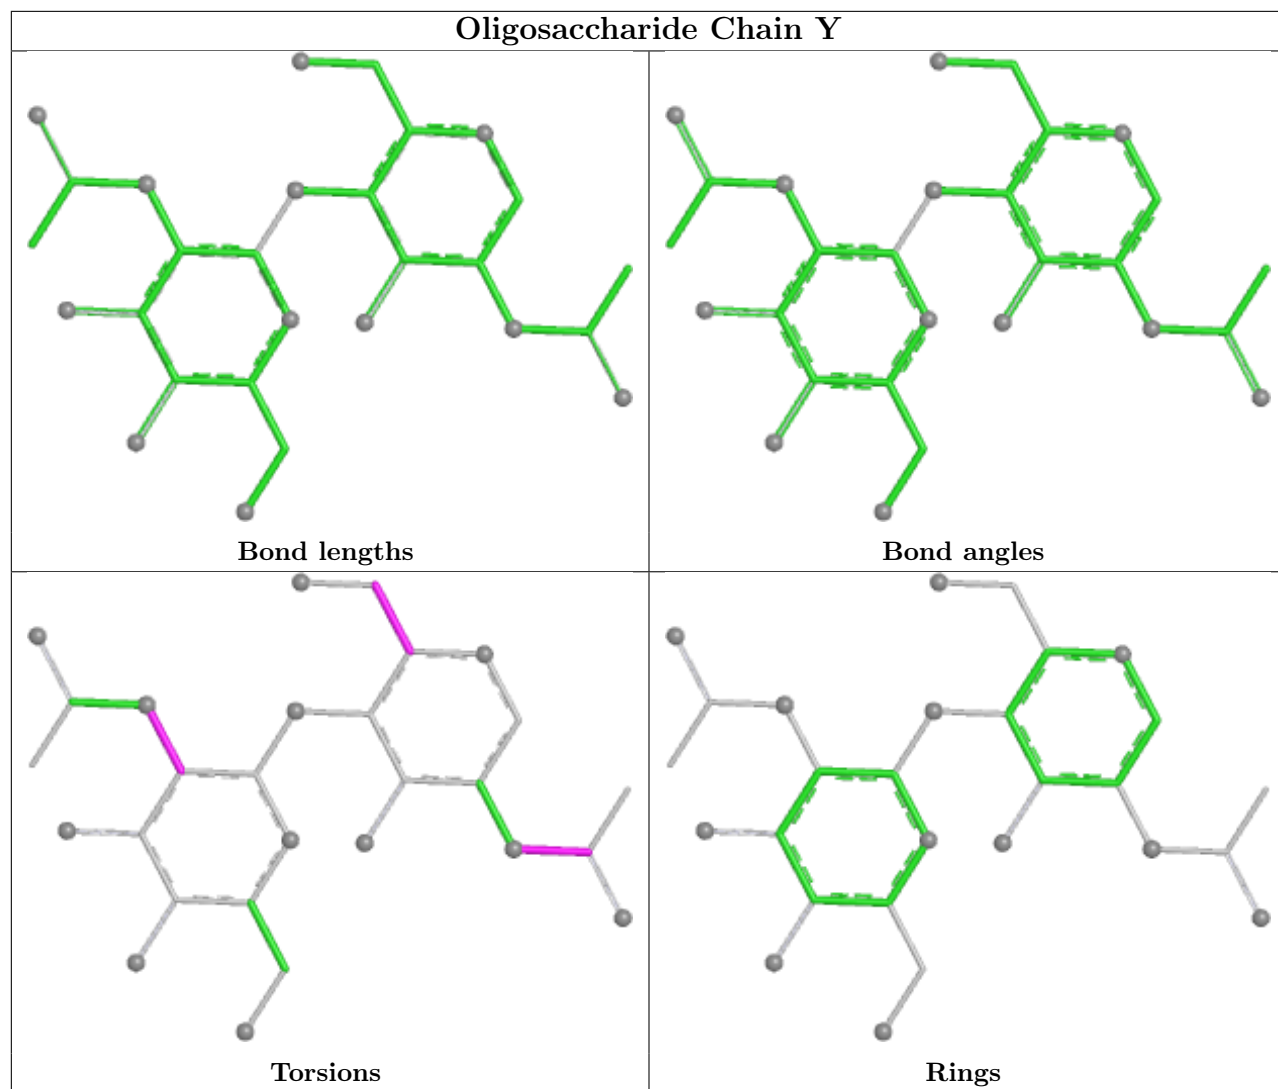 Oligosaccharide Chain Y
Bond lengths
Bond angles
Torsions
Rings